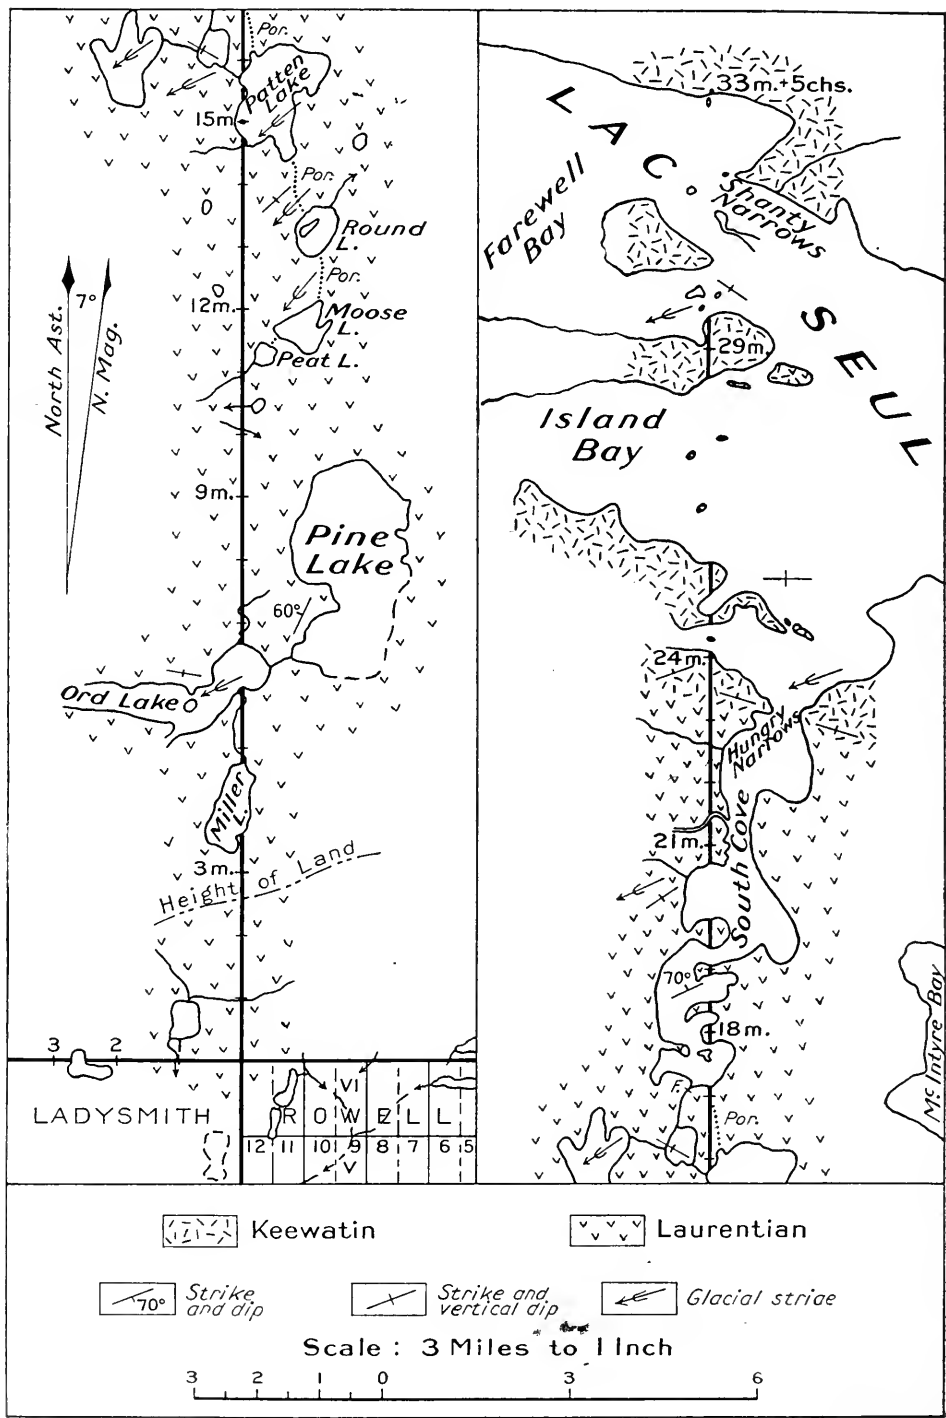 Por.
Patten
Lake
15m.
Por.
Round
L.
Por.
12m.
Moose
L.
Peat L.
North Ast.
7°
N. Mag.
9m.
Pine
Lake
60°
Ord Lake
Miller
L.
3m.
Height of Land
3
2
LADYSMITH
ROWELL
VI
12
11
10
9
8
7
6
5
V
33m.+5chs.
LAC SEUL
Farewell
Bay
Shanty
Narrows
29m.
Island
Bay
24m.
Hungry
Narrows
21m.
South Cove
70°
18m.
F.
Por.
Mc Intyre Bay
Keewatin
Laurentian
70°
Strike
and dip
Strike and
vertical dip
Glacial striae
Scale : 3 Miles to 1 Inch
3 2 1 0 3 6